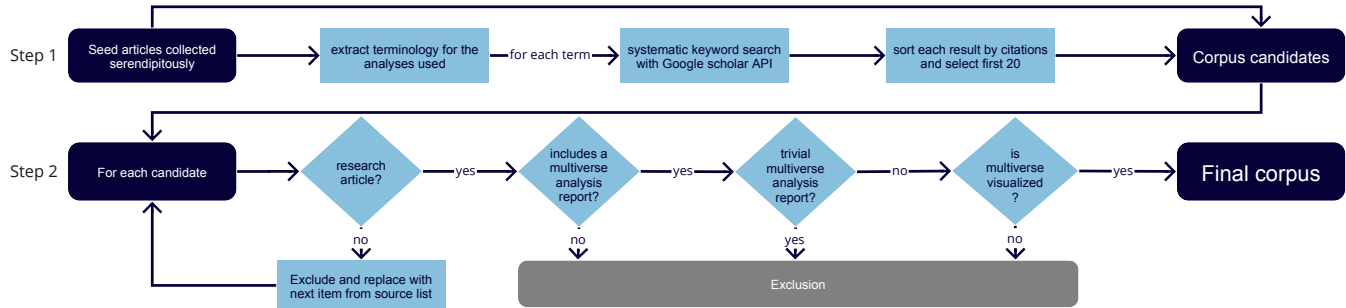 Step 1
Seed articles collected
serendipitously
extract terminology for the
analyses used
for each term
systematic keyword search
with Google scholar API
sort each result by citations
and select first 20
Corpus candidates
Step 2
For each candidate
research
article?
yes
includes a
multiverse
analysis
report?
yes
trivial
multiverse
analysis
report?
no
is
multiverse
visualized
?
yes
Final corpus
no
no
yes
no
Exclude and replace with
next item from source list
Exclusion